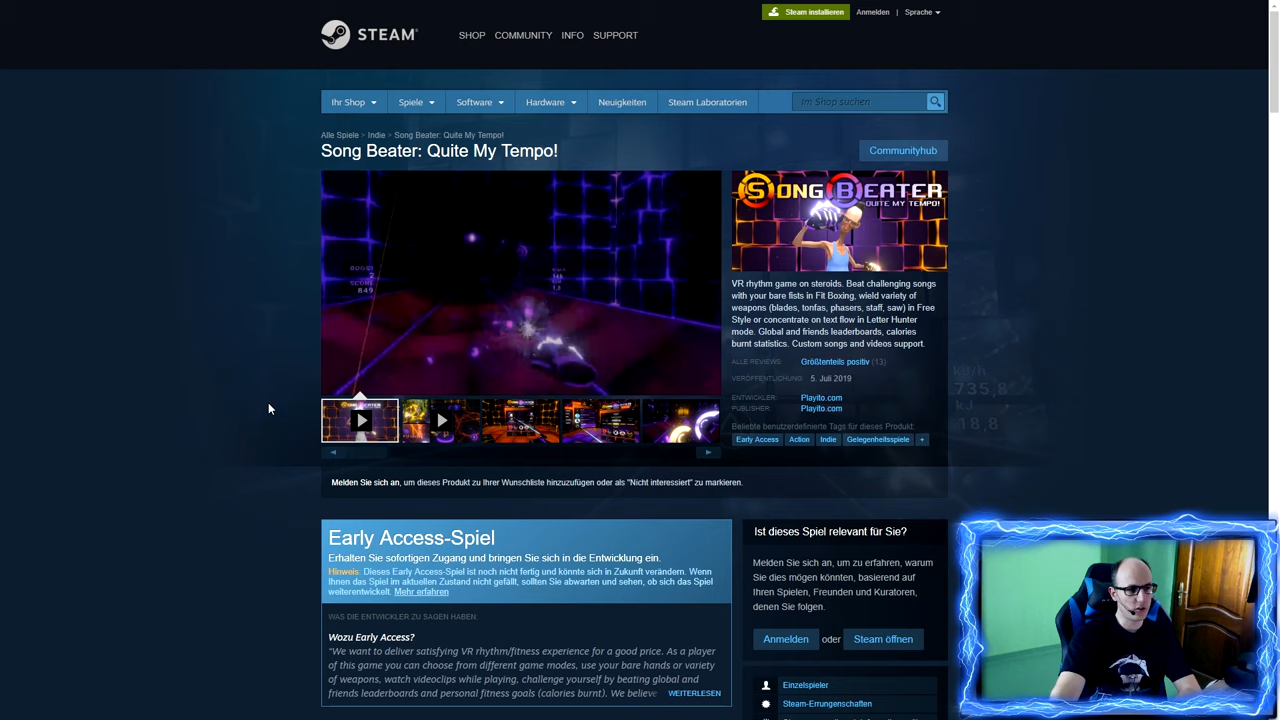 Steam installieren
Anmelden | Sprache
STEAM
SHOP COMMUNITY INFO SUPPORT
Ihr Shop Spiele Software Hardware Neuigkeiten Steam Laboratorien
Im Shop suchen
Alle Spiele > Indie > Song Beater: Quite My Tempo!
Song Beater: Quite My Tempo!
Communityhub
SONG BEATER
QUITE MY TEMPO!
BOOST
2
SCORE
849
VR rhythm game on steroids. Beat challenging songs
with your bare fists in Fit Boxing, wield variety of
weapons (blades, tonfas, phasers, staff, saw) in Free
Style or concentrate on text flow in Letter Hunter
mode. Global and friends leaderboards, calories
burnt statistics. Custom songs and videos support.
ALL REVIEWS: Größtenteils positiv (13)
VERÖFFENTLICHUNG: 5. Juli 2019
ENTWICKLER: Playito.com
PUBLISHER: Playito.com
Beliebte benutzerdefinierte Tags für dieses Produkt:
Early Access Action Indie Gelegenheitsspiele +
km/h
735,8
kJ
18,8
Melden Sie sich an, um dieses Produkt zu Ihrer Wunschliste hinzuzufügen oder als "Nicht interessiert" zu markieren.
Early Access-Spiel
Erhalten Sie sofortigen Zugang und bringen Sie sich in die Entwicklung ein.
Hinweis: Dieses Early Access-Spiel ist noch nicht fertig und könnte sich in Zukunft verändern. Wenn
Ihnen das Spiel im aktuellen Zustand nicht gefällt, sollten Sie abwarten und sehen, ob sich das Spiel
weiterentwickelt. Mehr erfahren
WAS DIE ENTWICKLER ZU SAGEN HABEN:
Wozu Early Access?
"We want to deliver satisfying VR rhythm/fitness experience for a good price. As a player
of this game you can choose from different game modes, use your bare hands or variety
of weapons, watch videoclips while playing, challenge yourself by beating global and
friends leaderboards and personal fitness goals (calories burnt). We believe WEITERLESEN
Ist dieses Spiel relevant für Sie?
Melden Sie sich an, um zu erfahren, warum
Sie dies mögen könnten, basierend auf
Ihren Spielen, Freunden und Kuratoren,
denen Sie folgen.
Anmelden oder Steam öffnen
Einzelspieler
Steam-Errungenschaften